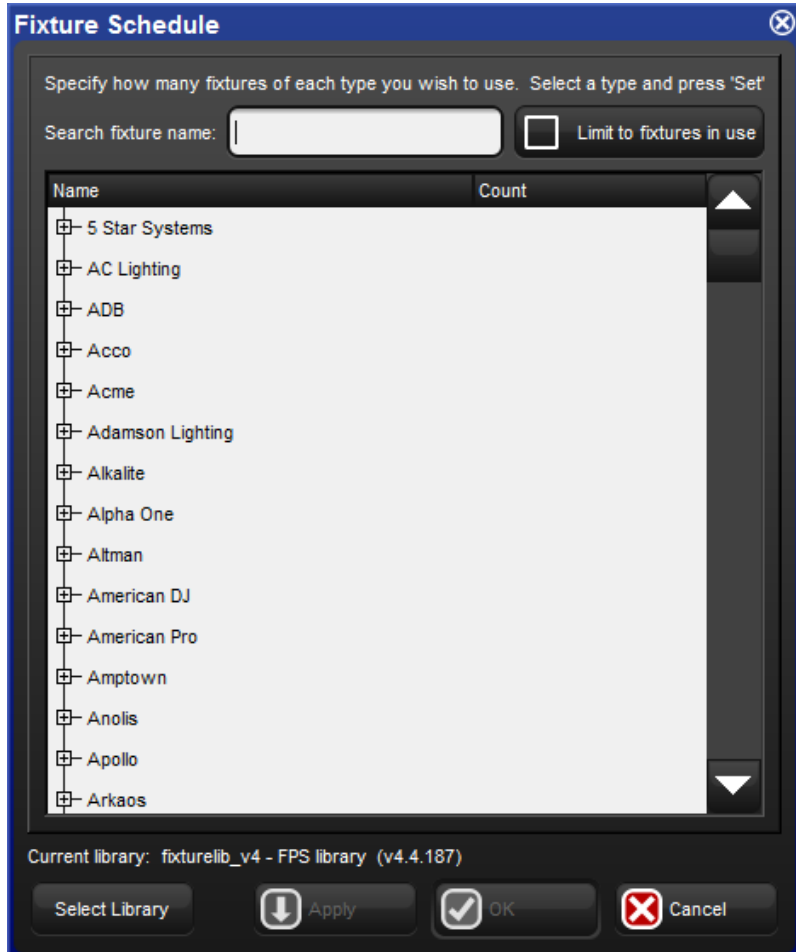 Fixture Schedule
Specify how many fixtures of each type you wish to use. Select a type and press 'Set'
Search fixture name:
Limit to fixtures in use
Name Count
5 Star Systems
AC Lighting
ADB
Acco
Acme
Adamson Lighting
Alkalite
Alpha One
Altman
American DJ
American Pro
Amptown
Anolis
Apollo
Arkaos
Current library: fixturelib_v4 - FPS library (v4.4.187)
Select Library Apply OK Cancel